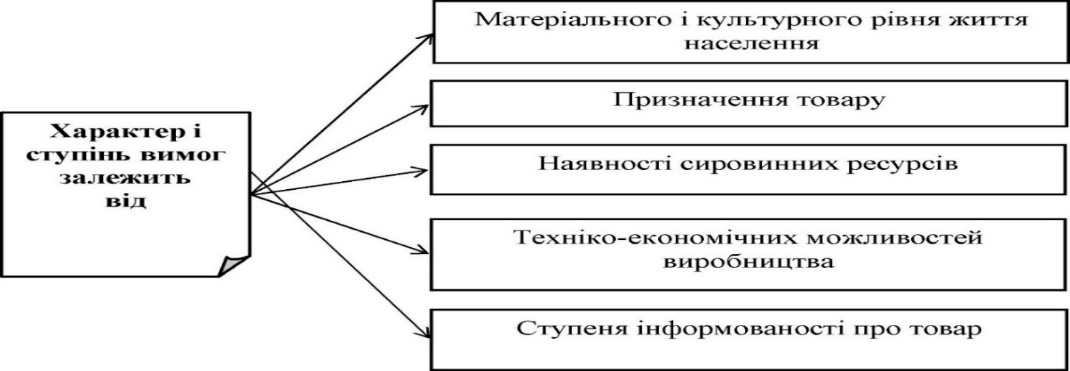 Характер і
ступінь вимог
залежить
від
Матеріального і культурного рівня життя
населення
Призначення товару
Наявності сировинних ресурсів
Техніко-економічних можливостей
виробництва
Ступеня інформованості про товар